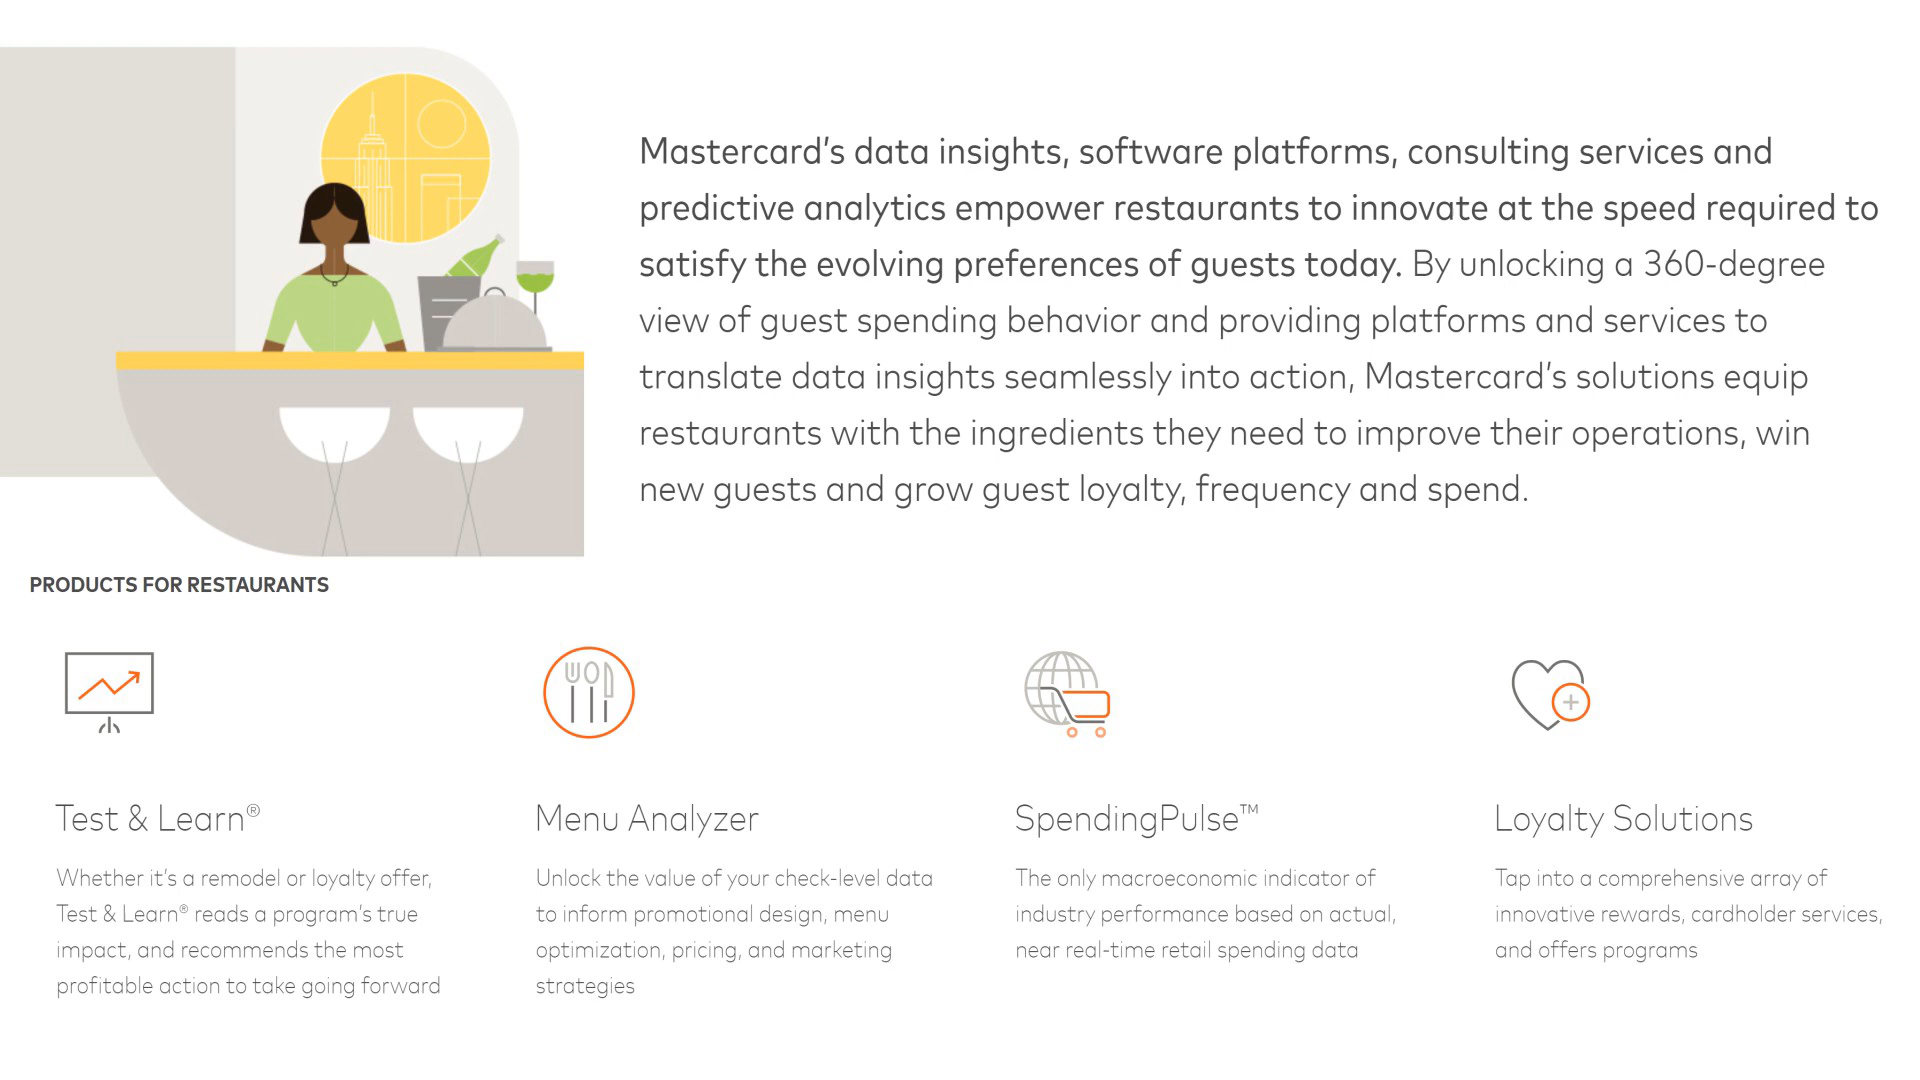 Mastercard’s data insights, software platforms, consulting services and
predictive analytics empower restaurants to innovate at the speed required to
satisfy the evolving preferences of guests today. By unlocking a 360-degree
view of guest spending behavior and providing platforms and services to
translate data insights seamlessly into action, Mastercard’s solutions equip
restaurants with the ingredients they need to improve their operations, win
new guests and grow guest loyalty, frequency and spend.
PRODUCTS FOR RESTAURANTS
Test & Learn®
Whether it’s a remodel or loyalty offer,
Test & Learn® reads a program’s true
impact, and recommends the most
profitable action to take going forward
Menu Analyzer
Unlock the value of your check-level data
to inform promotional design, menu
optimization, pricing, and marketing
strategies
SpendingPulse™
The only macroeconomic indicator of
industry performance based on actual,
near real-time retail spending data
Loyalty Solutions
Tap into a comprehensive array of
innovative rewards, cardholder services,
and offers programs